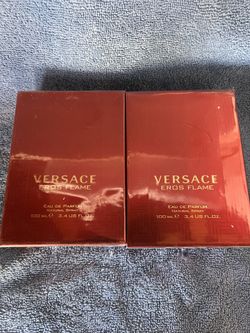 VERSACE
EROS FLAME
EAU DE PARFUM
NATURAL SPRAY
100 ML ℮ 3.4 US FL.OZ.
VERSACE
EROS FLAME
EAU DE PARFUM
NATURAL SPRAY
100 ML ℮ 3.4 US FL.OZ.